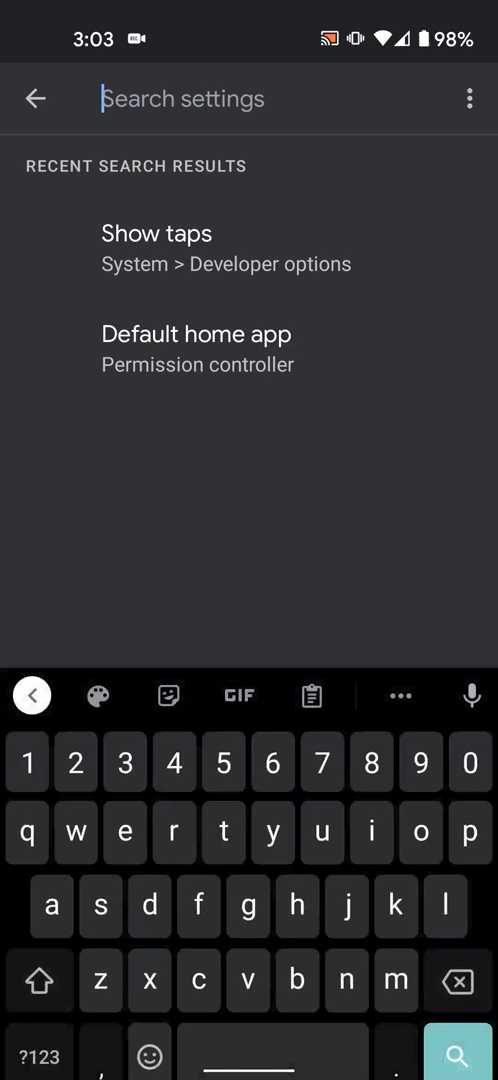 3:03 REC 98%
Search settings
RECENT SEARCH RESULTS
Show taps
System > Developer options
Default home app
Permission controller
GIF
1 2 3 4 5 6 7 8 9 0
q w e r t y u i o p
a s d f g h j k l
z x c v b n m
?123 , .